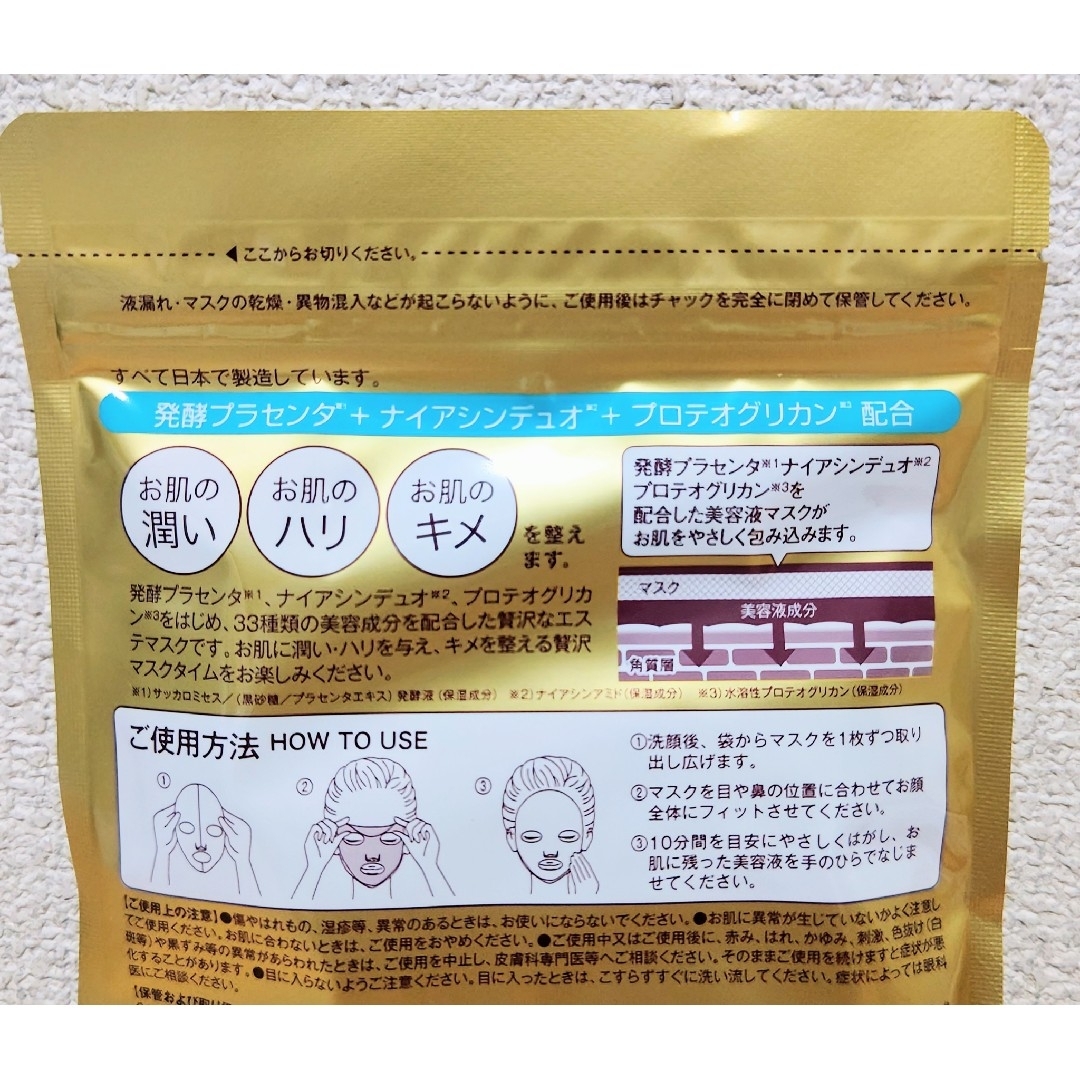 ◀ここからお切りください。
液漏れ・マスクの乾燥・異物混入などが起こらないように、ご使用後はチャックを完全に閉めて保管してください。
すべて日本で製造しています。
発酵プラセンタ※1 + ナイアシンデュオ※2 + プロテオグリカン※3 配合
お肌の
潤い
お肌の
ハリ
お肌の
キメ
を整え
ます。
発酵プラセンタ※1、ナイアシンデュオ※2、プロテオグリカ
ン※3をはじめ、33種類の美容成分を配合した贅沢なエス
テマスクです。お肌に潤い・ハリを与え、キメを整える贅沢
マスクタイムをお楽しみください。
発酵プラセンタ※1ナイアシンデュオ※2
プロテオグリカン※3を
配合した美容液マスクが
お肌をやさしく包み込みます。
マスク
美容液成分
角質層
※1)サッカロミセス/(黒砂糖/プラセンタエキス)発酵液(保湿成分) ※2)ナイアシンアミド(保湿成分) ※3)水溶性プロテオグリカン(保湿成分)
ご使用方法 HOW TO USE
①
②
③
①洗顔後、袋からマスクを1枚ずつ取り
出し広げます。
②マスクを目や鼻の位置に合わせてお顔
全体にフィットさせてください。
③10分間を目安にやさしくはがし、お
肌に残った美容液を手のひらでなじま
せてください。
【ご使用上の注意】●傷やはれもの、湿疹等、異常のあるときは、お使いにならないでください。●お肌に異常が生じていないかよく注意し
てご使用ください。お肌に合わないときは、ご使用をおやめください。●ご使用中又はご使用後に、赤み、はれ、かゆみ、刺激、色抜け(白
斑等)や黒ずみ等の異常があらわれたときは、ご使用を中止し、皮膚科専門医等へご相談ください。そのままご使用を続けますと症状が悪
化することがあります。●目に入らないようご注意ください。目に入ったときは、こすらずすぐに洗い流してください。症状によっては眼科
医にご相談ください。
【保管および取り